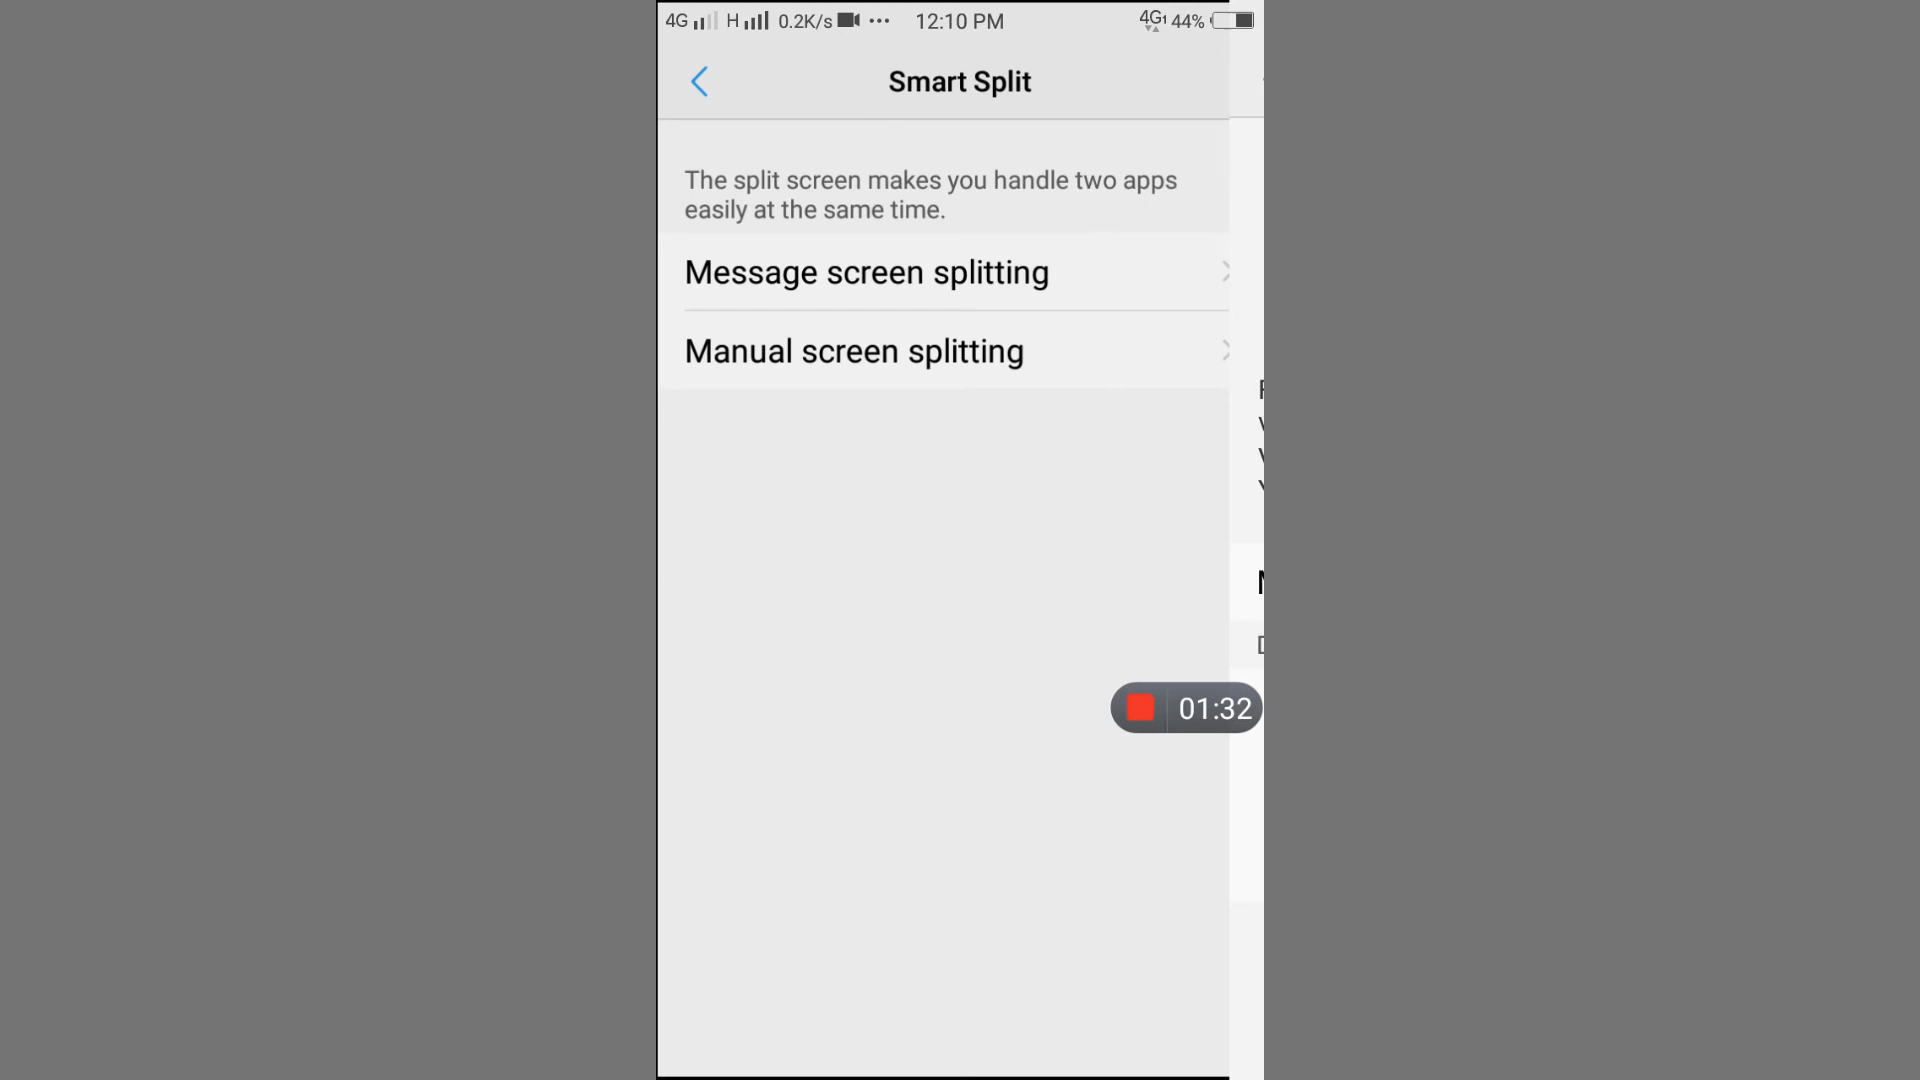 4G H 0.2K/s ••• 12:10 PM 4G1 44%
Smart Split
The split screen makes you handle two apps
easily at the same time.
Message screen splitting
Manual screen splitting
01:32